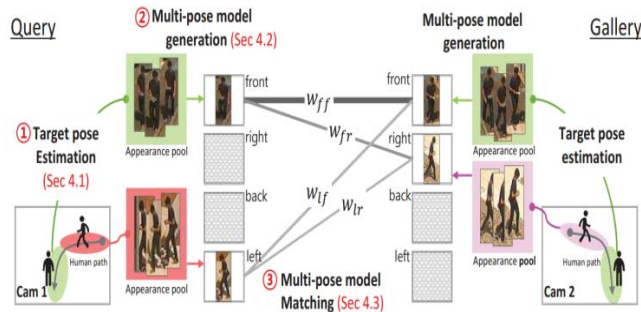 Query
② Multi-pose model
generation (Sec 4.2)
Multi-pose model
generation
Gallery
① Target pose
Estimation
(Sec 4.1)
Appearance pool
front
right
back
left
W_ff
W_fr
W_lf
W_lr
front
right
back
left
Appearance pool
Target pose
estimation
Appearance pool
③ Multi-pose model
Matching (Sec 4.3)
Appearance pool
Human path
Cam 1
Human path
Cam 2